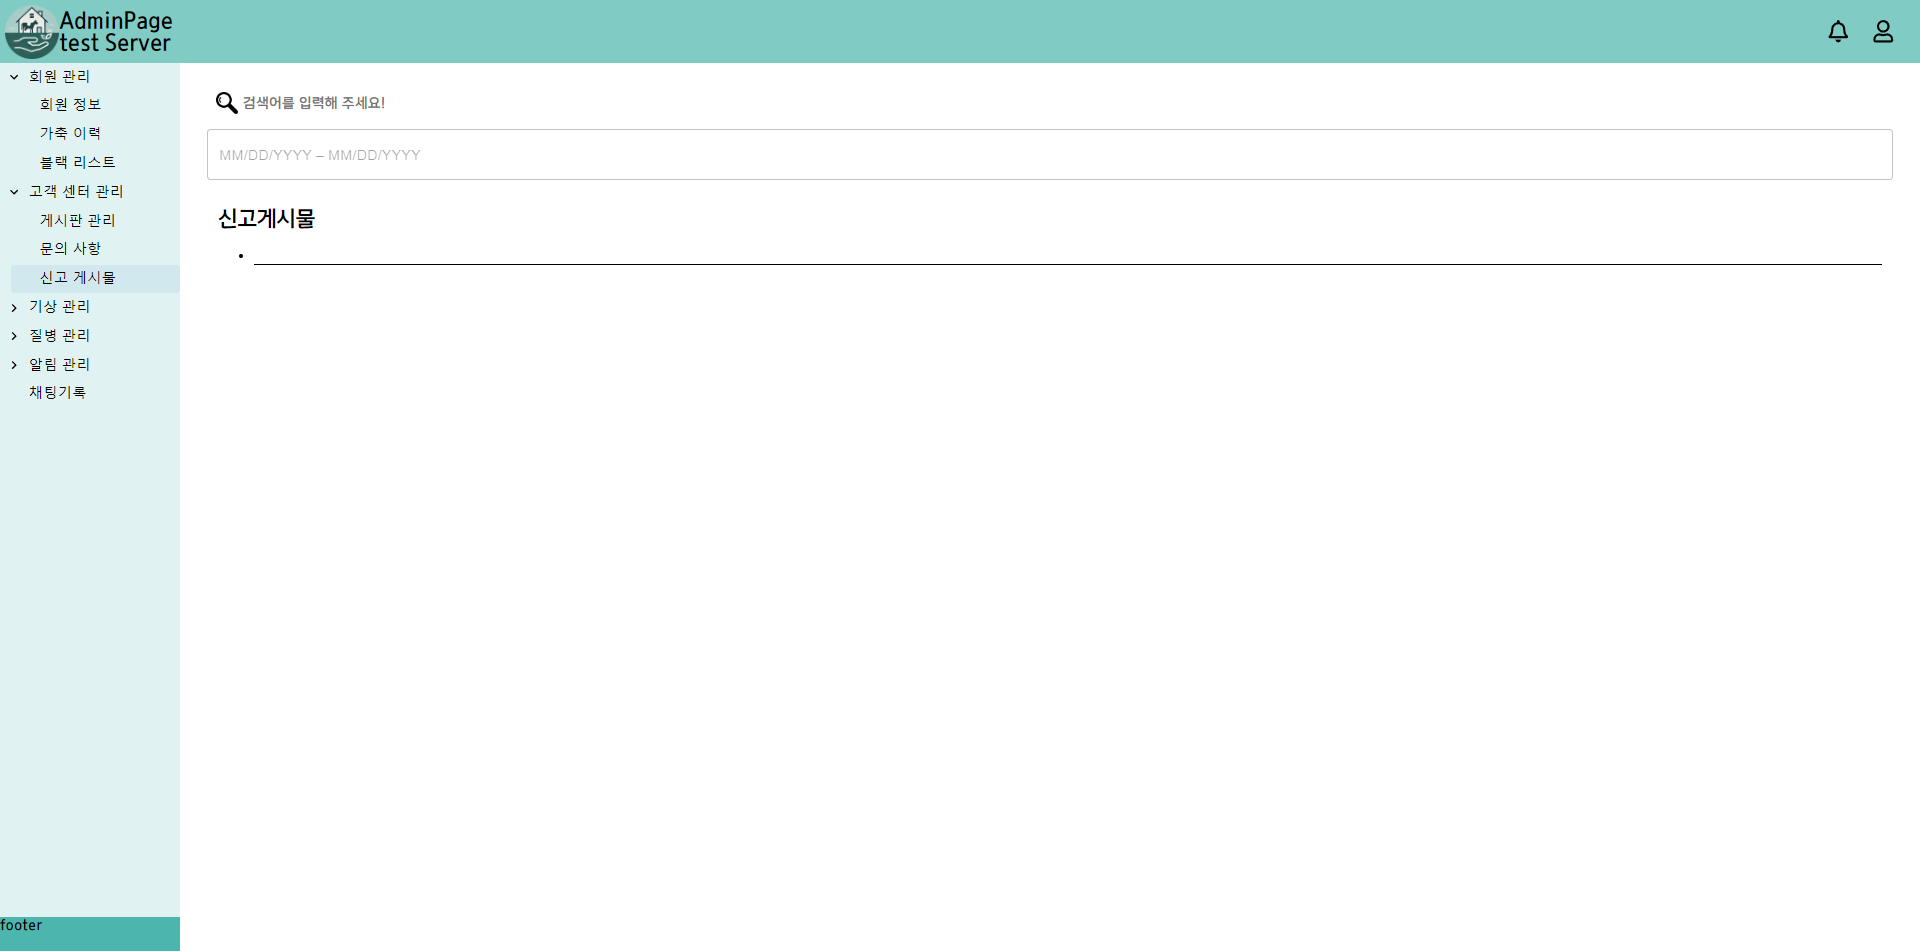 AdminPage
test Server
회원 관리
회원 정보
가축 이력
블랙 리스트
고객 센터 관리
게시판 관리
문의 사항
신고 게시물
기상 관리
질병 관리
알림 관리
채팅기록
footer
검색어를 입력해 주세요!
MM/DD/YYYY – MM/DD/YYYY
신고게시물